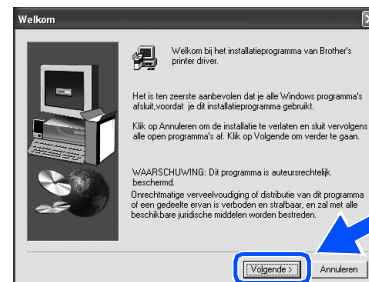 Welkom
Welkom bij het installatieprogramma van Brother's
printer driver.
Het is ten zeerste aanbevolen dat je alle Windows programma's
afsluit,voordat je dit installatieprogramma gebruikt.
Klik op Annuleren om de installatie te verlaten en sluit vervolgens
alle open programma's af. Klik op Volgende om verder te gaan.
WAARSCHUWING: Dit programma is auteursrechtelijk
beschermd.
Onrechtmatige verveelvoudiging of distributie van dit programma
of een gedeelte ervan is verboden en strafbaar, en zal met alle
beschikbare juridische middelen worden bestreden.
Volgende >
Annuleren